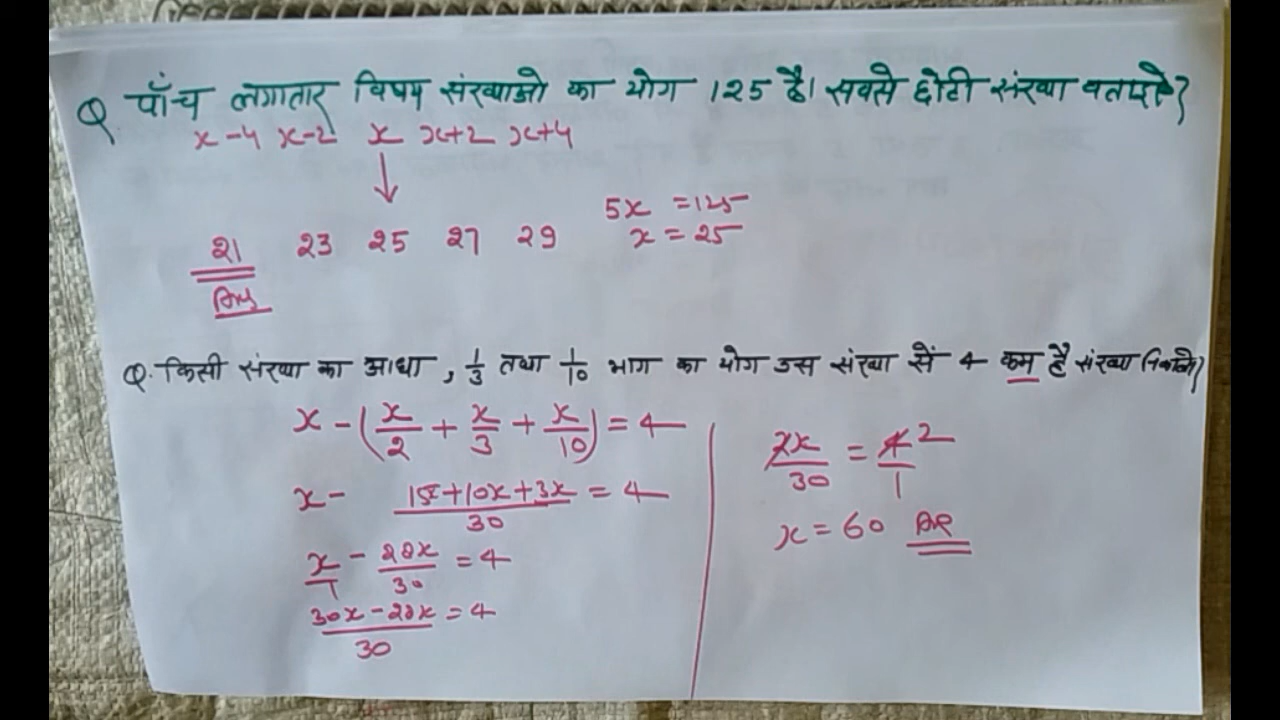 Q. पाँच लगातार विषम संख्याओ का योग 125 है। सबसे छोटी संख्या बताओ?
x-4 x-2 x x+2 x+4
↓
5x = 125
21 23 25 27 29 x = 25
Ans
Q. किसी संख्या का आधा, 1/3 तथा 1/10 भाग का योग उस संख्या सें 4 कम है संख्या निकालो?
x - (x/2 + x/3 + x/10) = 4
x - (15x+10x+3x)/30 = 4
x/1 - 28x/30 = 4
(30x-28x)/30 = 4
2x/30 = 4/1 2
x = 60 Ans